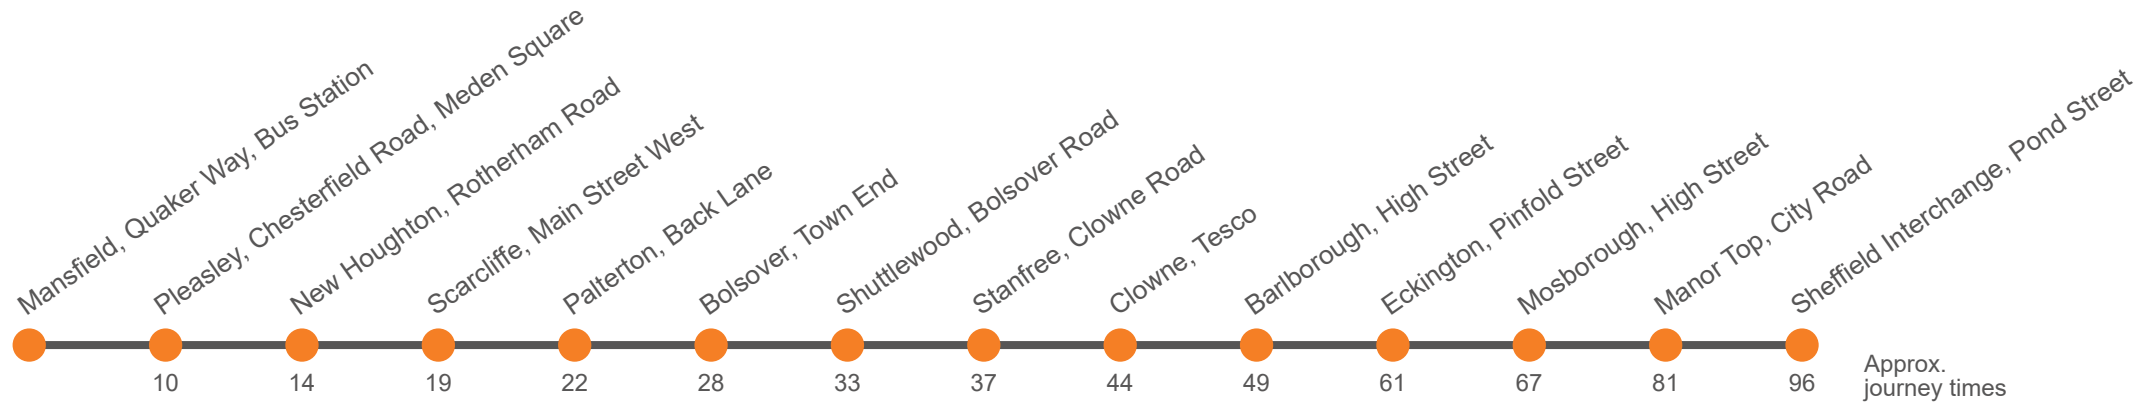 Mansfield, Quaker Way, Bus Station
Pleasley, Chesterfield Road, Meden Square
New Houghton, Rotherham Road
Scarcliffe, Main Street West
Palterton, Back Lane
Bolsover, Town End
Shuttlewood, Bolsover Road
Stanfree, Clowne Road
Clowne, Tesco
Barlborough, High Street
Eckington, Pinfold Street
Mosborough, High Street
Manor Top, City Road
Sheffield Interchange, Pond Street
10 14 19 22 28 33 37 44 49 61 67 81 96
Approx.
journey times